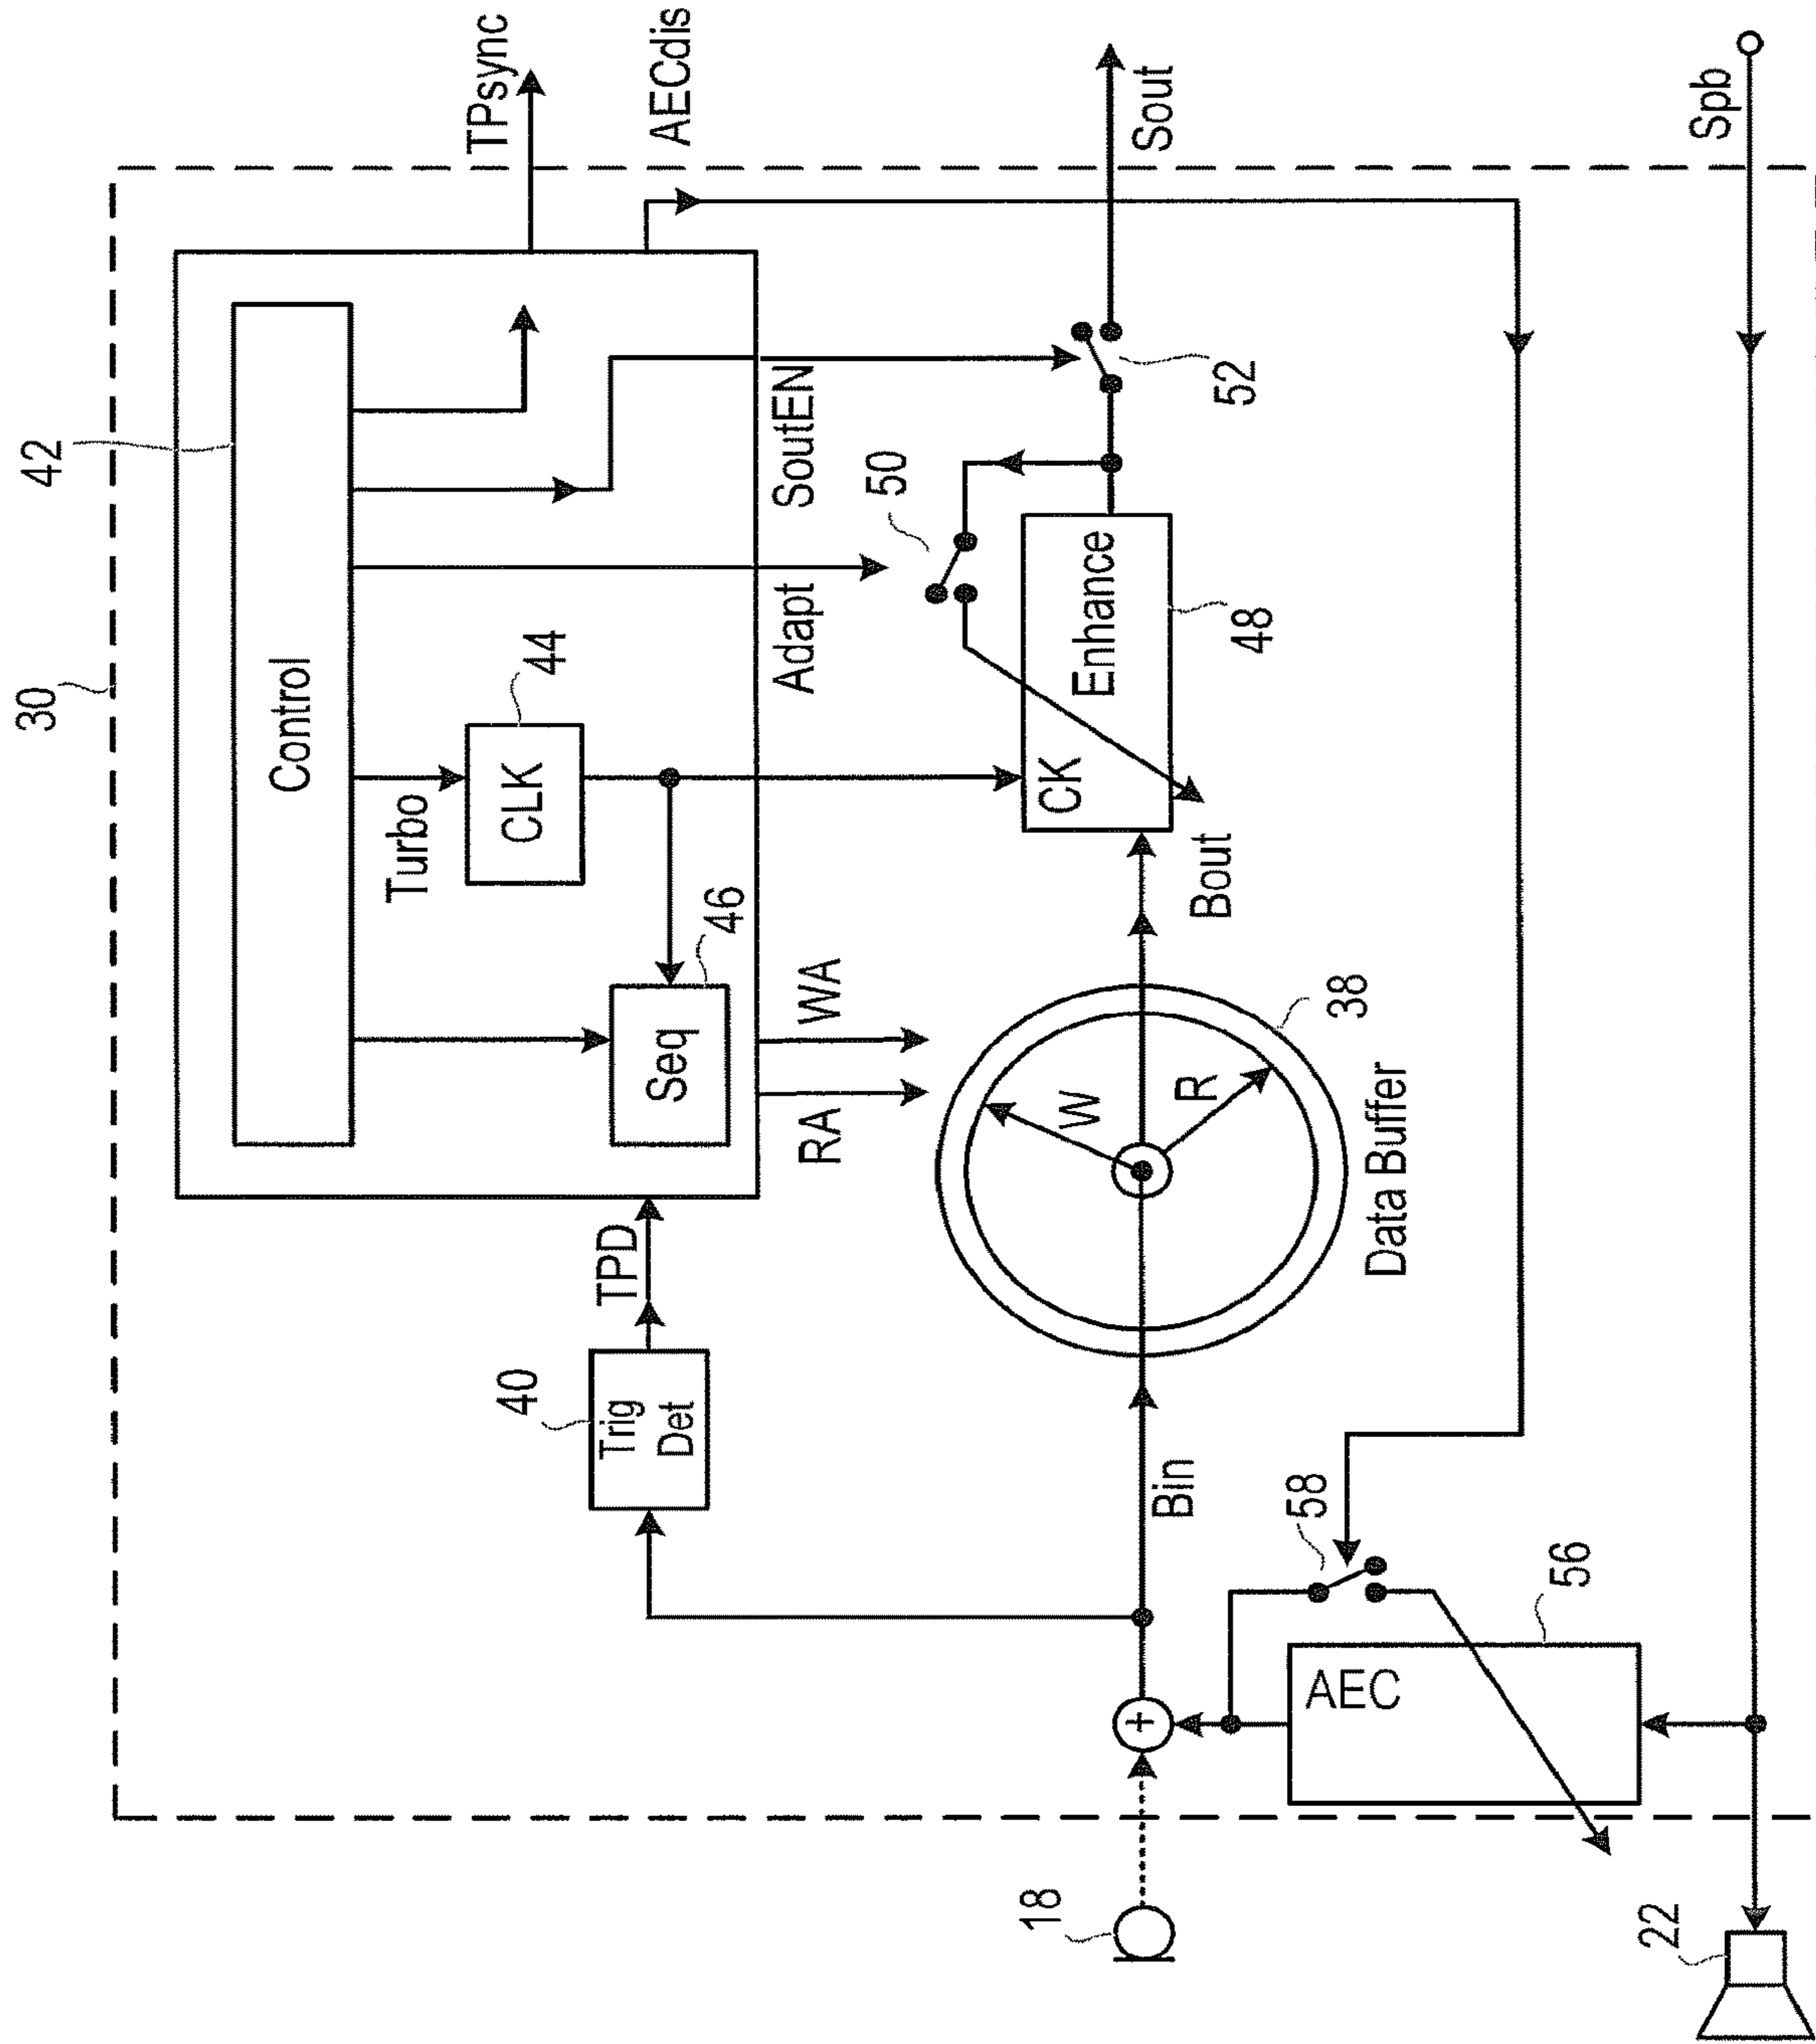 30
42
Control
TPsync
AECdis
Turbo
44
CLK
46
Seq
40
Trig
Det
TPD
RA
WA
Adapt
SoutEN
50
52
Sout
CK
Enhance
48
Bout
W
R
38
Data Buffer
Bin
18
58
56
AEC
22
Spb
+